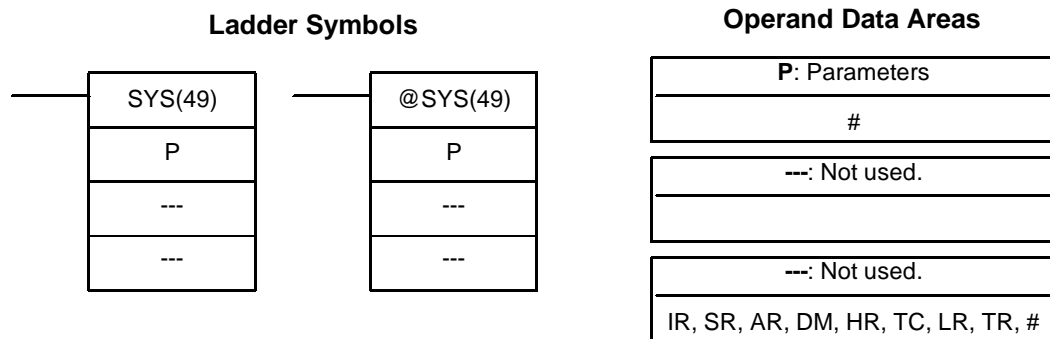 Ladder Symbols
SYS(49)
P
---
---
@SYS(49)
P
---
---
Operand Data Areas
P: Parameters
#
---: Not used.
---: Not used.
IR, SR, AR, DM, HR, TC, LR, TR, #